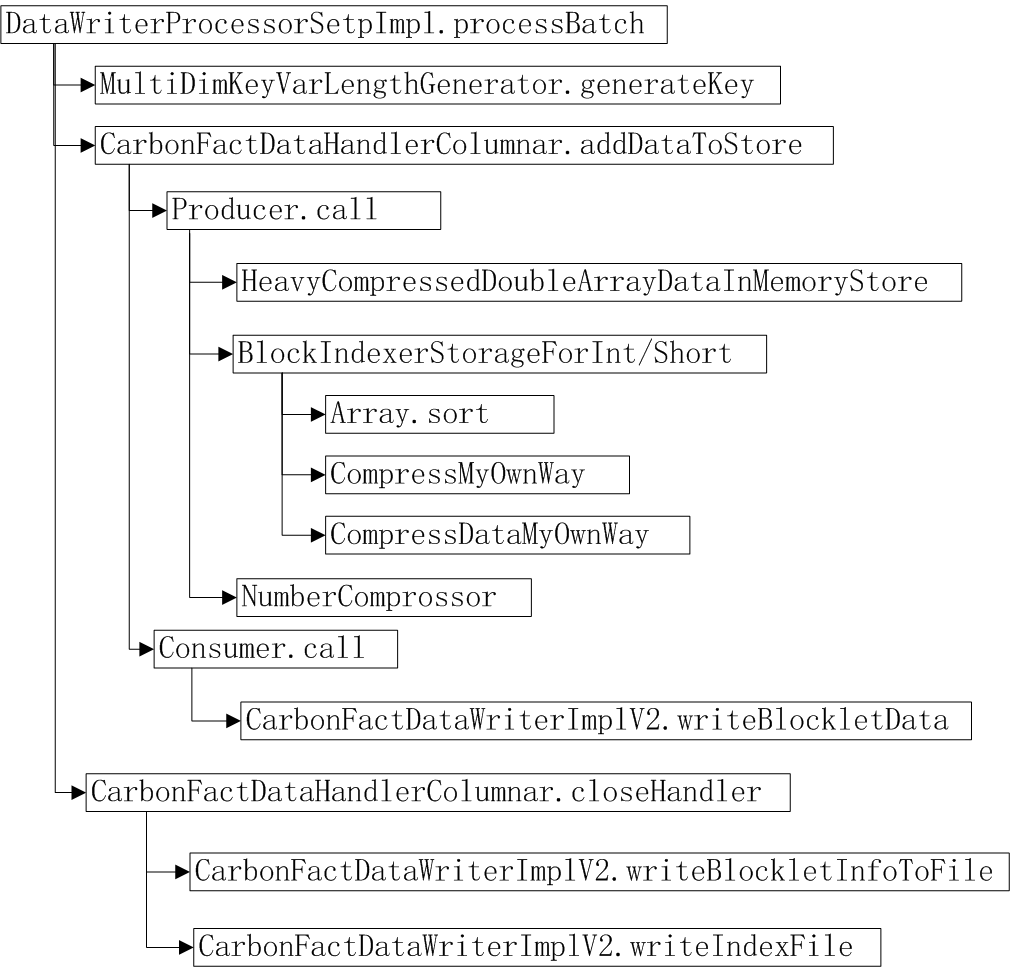 DataWriterProcessorSetpImpl.processBatch
MultiDimKeyVarLengthGenerator.generateKey
CarbonFactDataHandlerColumnar.addDataToStore
Producer.call
HeavyCompressedDoubleArrayDataInMemoryStore
BlockIndexerStorageForInt/Short
Array.sort
CompressMyOwnWay
CompressDataMyOwnWay
NumberComprossor
Consumer.call
CarbonFactDataWriterImplV2.writeBlockletData
CarbonFactDataHandlerColumnar.closeHandler
CarbonFactDataWriterImplV2.writeBlockletInfoToFile
CarbonFactDataWriterImplV2.writeIndexFile